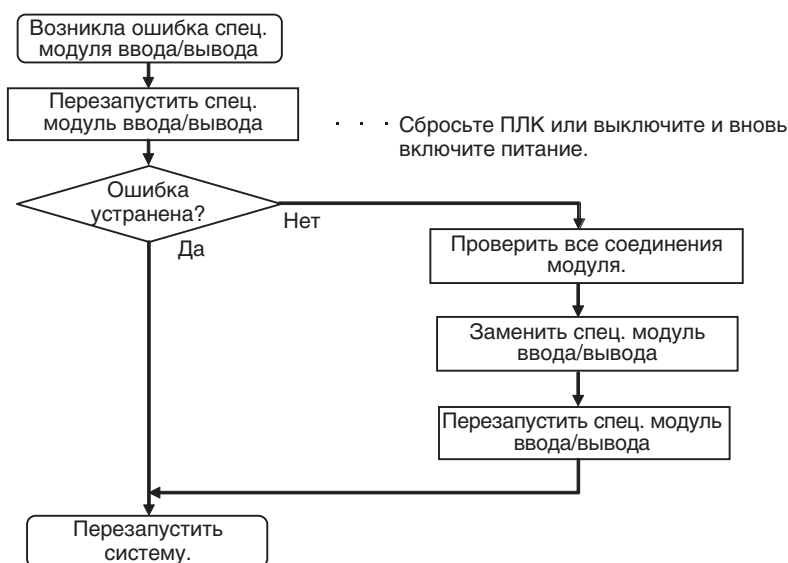 Возникла ошибка спец.
модуля ввода/вывода
Перезапустить спец.
модуль ввода/вывода
· · · Сбросьте ПЛК или выключите и вновь
включите питание.
Ошибка
устранена?
Нет
Да
Проверить все соединения
модуля.
Заменить спец. модуль
ввода/вывода
Перезапустить спец. модуль
ввода/вывода
Перезапустить
систему.